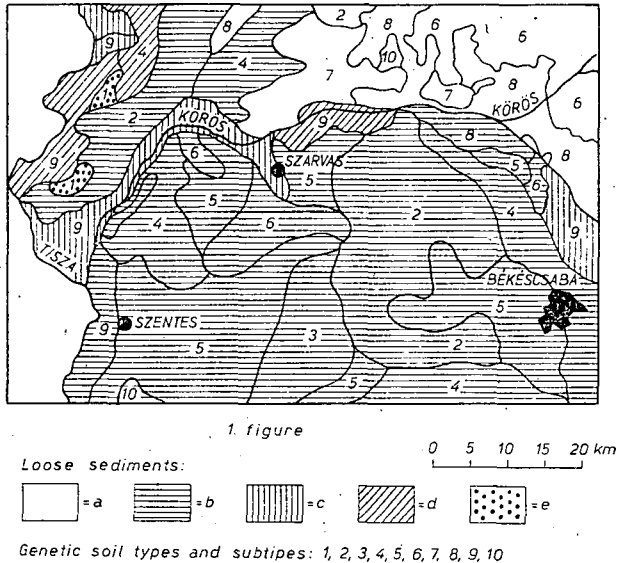 2 8 6 6
9 4 8 10
4 7 8
7 6
2 KÖRÖS KÖRÖS
9 8
6 SZARVAS 5 8
9 5 5 2 6
4 6 4 9
9
TISZA BÉKÉSCSABA
9 SZENTES 3 5
5 2
10 5 4
1. figure
0 5 10 15 20 km
Loose sediments:
=a =b =c =d =e
Genetic soil types and subtipes: 1, 2, 3, 4, 5, 6, 7, 8, 9, 10